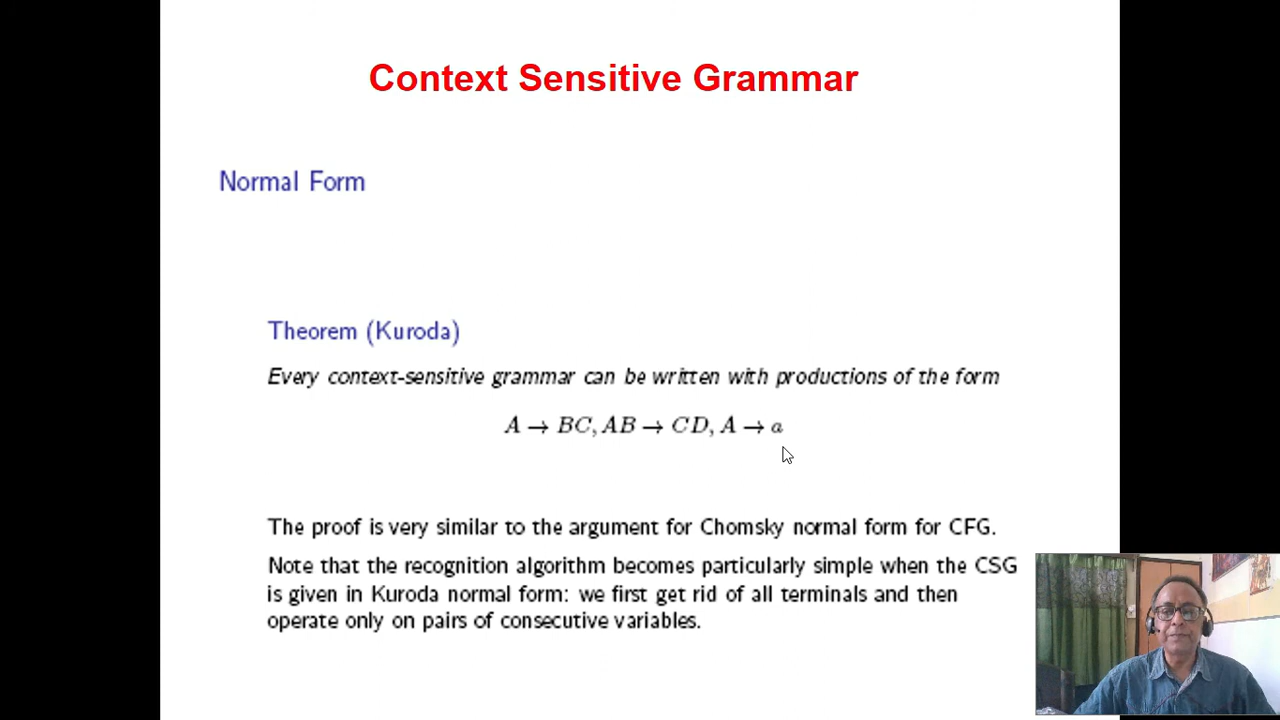 Context Sensitive Grammar
Normal Form
Theorem (Kuroda)
Every context-sensitive grammar can be written with productions of the form
A → BC, AB → CD, A → a
The proof is very similar to the argument for Chomsky normal form for CFG.
Note that the recognition algorithm becomes particularly simple when the CSG
is given in Kuroda normal form: we first get rid of all terminals and then
operate only on pairs of consecutive variables.